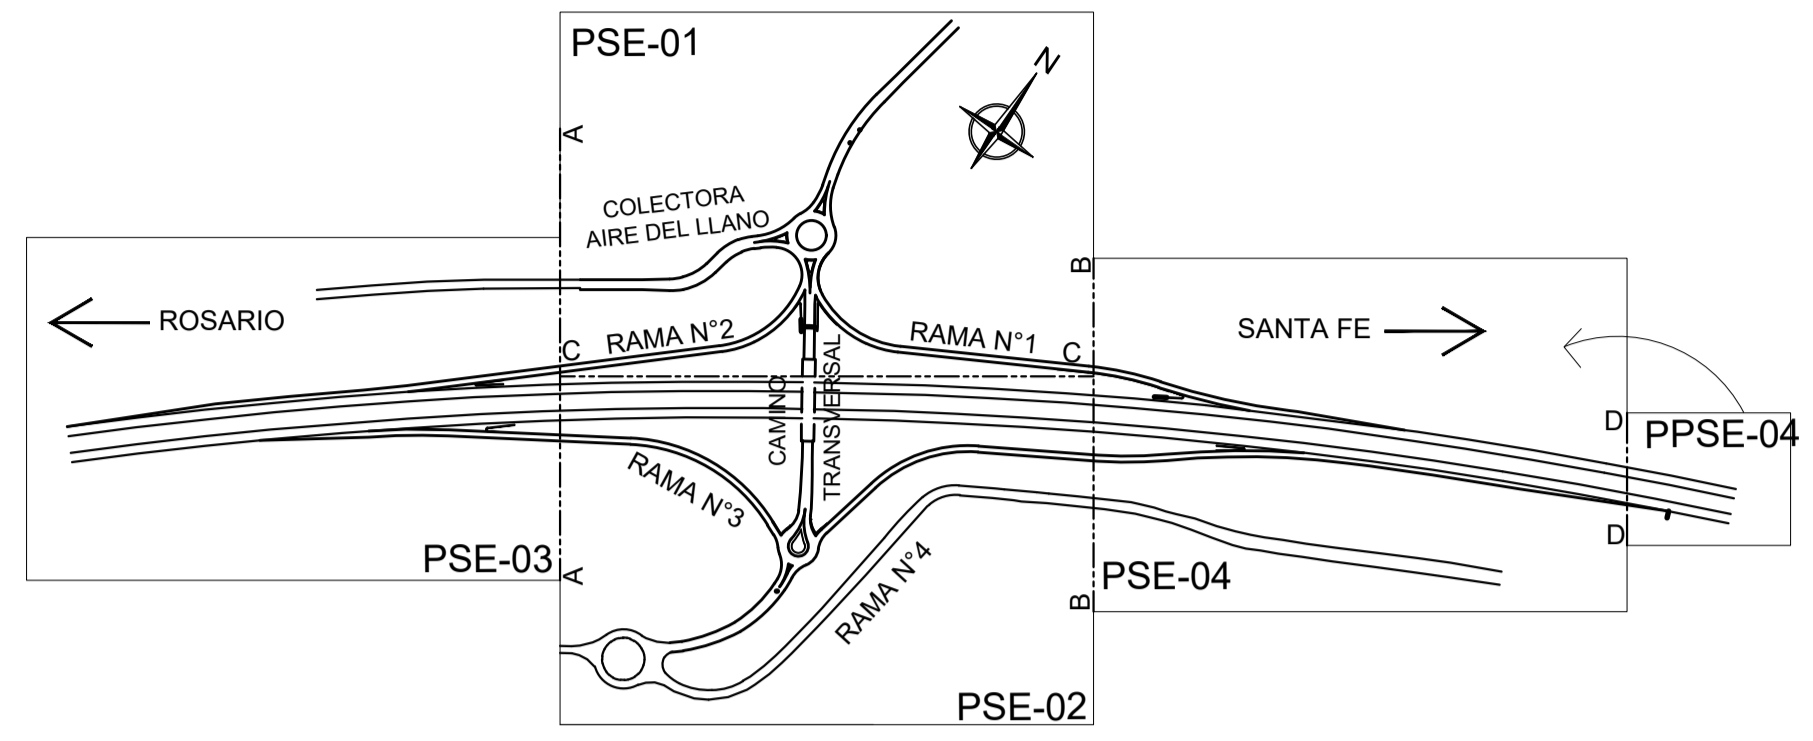 PSE-01
N
A
COLECTORA
AIRE DEL LLANO
B
ROSARIO
SANTA FE
RAMA N°2
RAMA N°1
C
C
CAMINO
TRANSVERSAL
D
PPSE-04
RAMA N°3
D
PSE-03
A
RAMA N°4
PSE-04
B
PSE-02